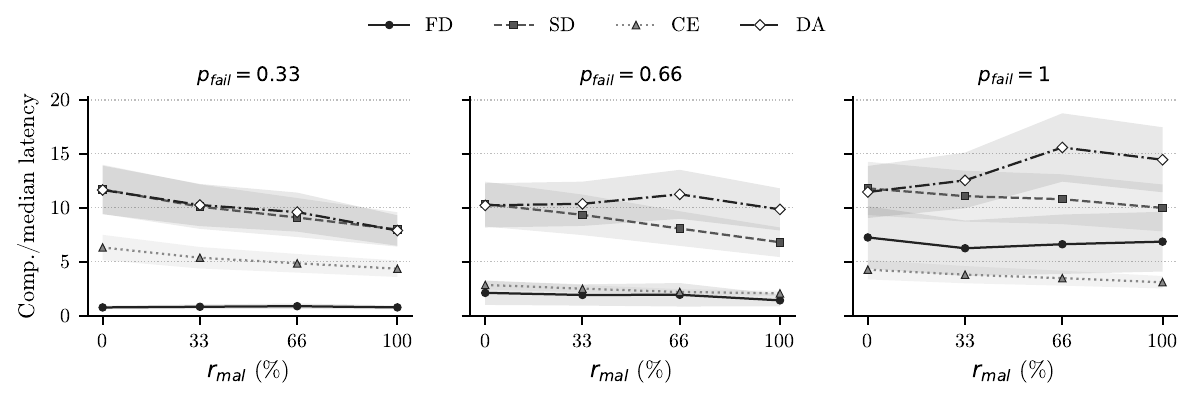 FD SD CE DA
p_fail = 0.33 p_fail = 0.66 p_fail = 1
Comp./median latency
20
15
10
5
0
0 33 66 100 0 33 66 100 0 33 66 100
r_mal (%) r_mal (%) r_mal (%)